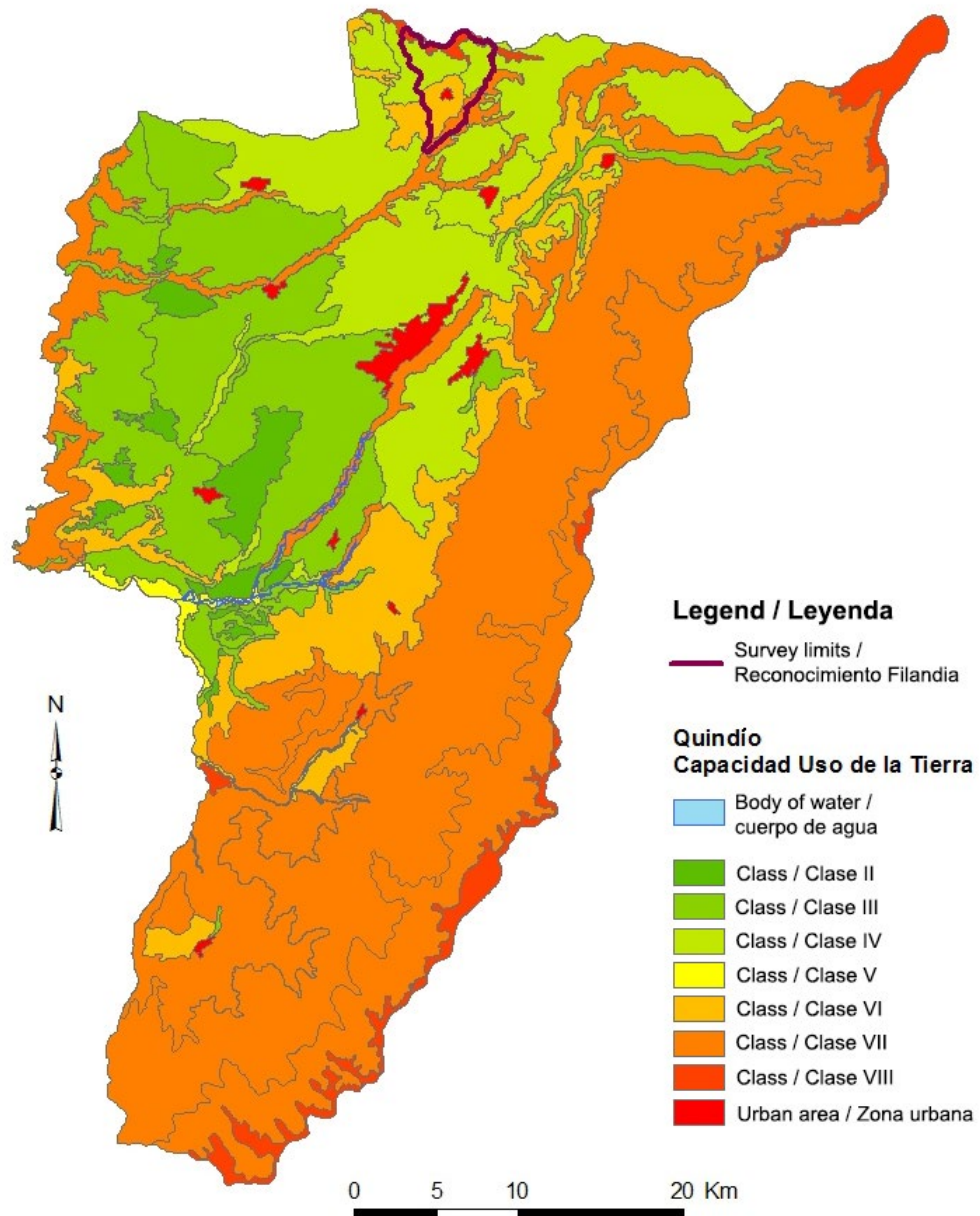 N
Legend / Leyenda
Survey limits /
Reconocimiento Filandia
Quindío
Capacidad Uso de la Tierra
Body of water /
cuerpo de agua
Class / Clase II
Class / Clase III
Class / Clase IV
Class / Clase V
Class / Clase VI
Class / Clase VII
Class / Clase VIII
Urban area / Zona urbana
0 5 10 20 Km